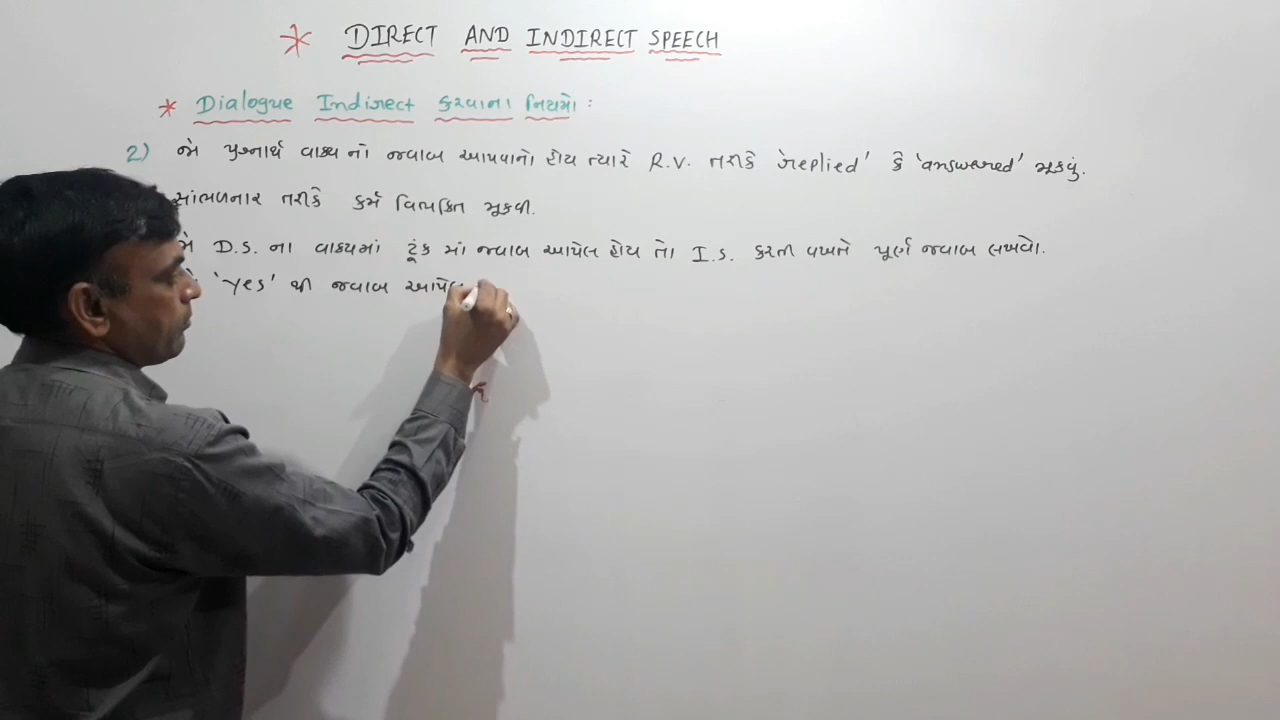 * DIRECT AND INDIRECT SPEECH
* Dialogue Indirect કરવાના નિયમો :
2) જો પ્રશ્નાર્થ વાક્ય નો જવાબ આપવાનો હોય ત્યારે R.V. તરીકે 'replied' કે 'answered' મૂકવું.
સાંભળનાર તરીકે કર્મ વિભક્તિ મૂકવી.
D.S. ના વાક્યમાં ટૂંક માં જવાબ આપેલ હોય તો I.S. કરતી વખતે પૂર્ણ જવાબ લખવો.
'yes' થી જવાબ આપેલ